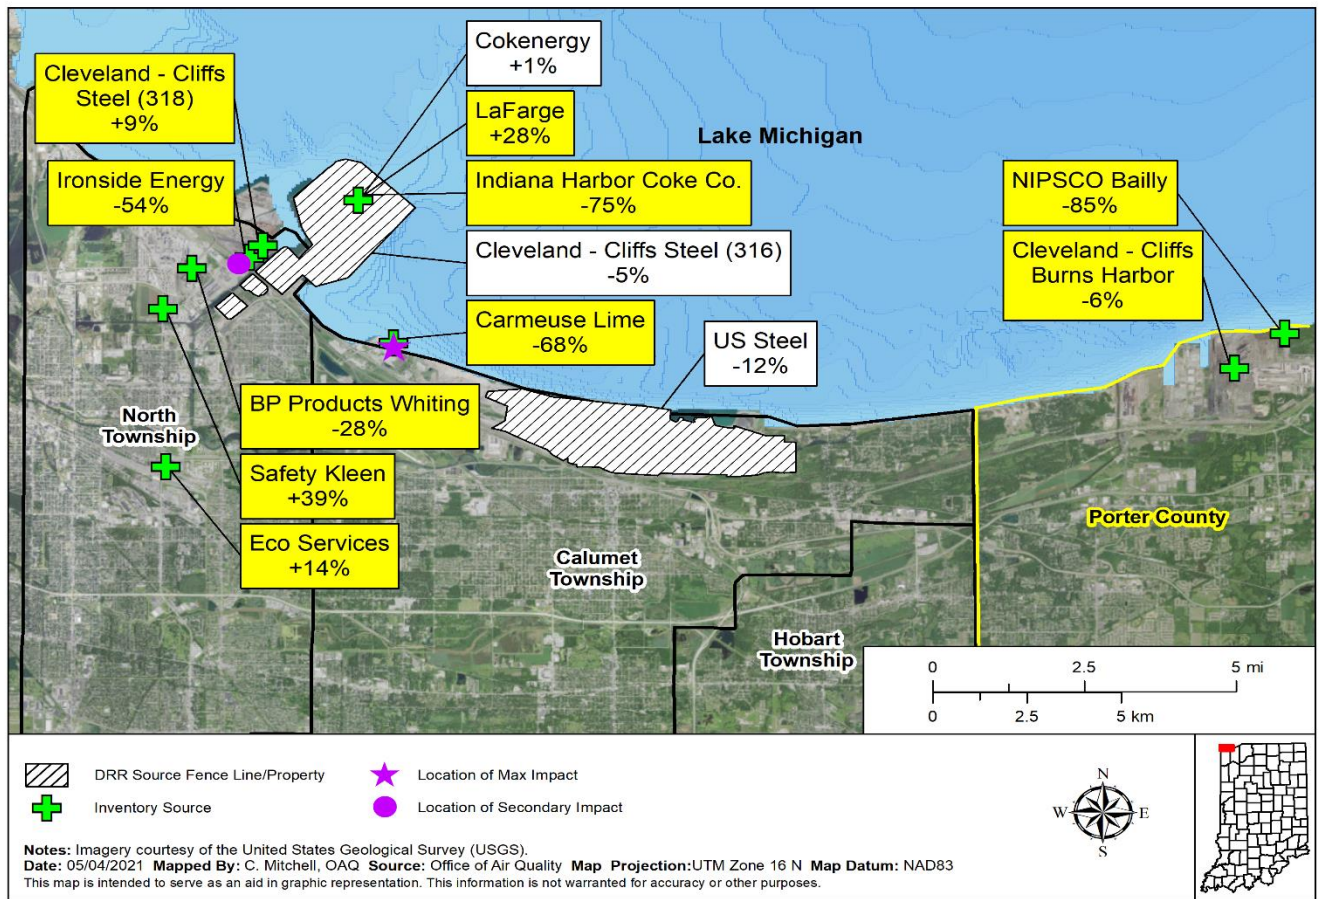 Cokenergy
+1%
Cleveland - Cliffs
Steel (318)
+9%
LaFarge
+28%
Lake Michigan
Ironside Energy
-54%
Indiana Harbor Coke Co.
-75%
NIPSCO Bailly
-85%
Cleveland - Cliffs Steel (316)
-5%
Cleveland - Cliffs
Burns Harbor
-6%
Carmeuse Lime
-68%
US Steel
-12%
BP Products Whiting
-28%
North
Township
Safety Kleen
+39%
Eco Services
+14%
Porter County
Calumet
Township
Hobart
Township
0 2.5 5 mi
0 2.5 5 km
DRR Source Fence Line/Property
Location of Max Impact
Inventory Source
Location of Secondary Impact
N
W E
S
Notes: Imagery courtesy of the United States Geological Survey (USGS).
Date: 05/04/2021 Mapped By: C. Mitchell, OAQ Source: Office of Air Quality Map Projection:UTM Zone 16 N Map Datum: NAD83
This map is intended to serve as an aid in graphic representation. This information is not warranted for accuracy or other purposes.